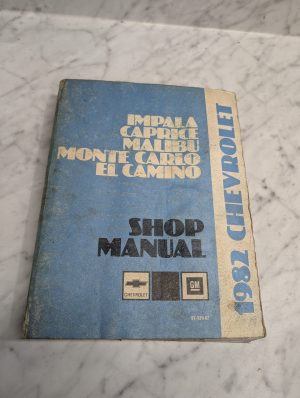 IMPALA
CAPRICE
MALIBU
MONTE CARLO
EL CAMINO
SHOP
MANUAL
CHEVROLET
GM
1982 CHEVROLET